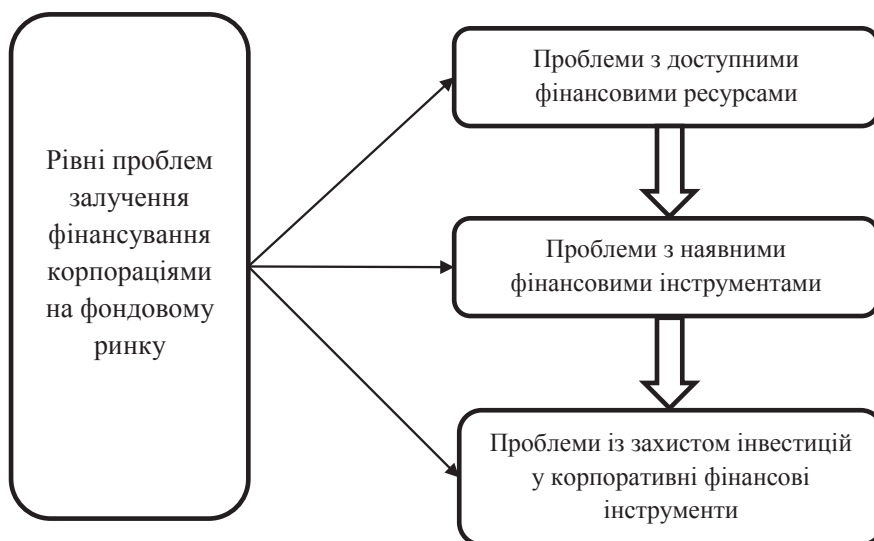 Рівні проблем
залучення
фінансування
корпораціями
на фондовому
ринку
Проблеми з доступними
фінансовими ресурсами
Проблеми з наявними
фінансовими інструментами
Проблеми із захистом інвестицій
у корпоративні фінансові
інструменти